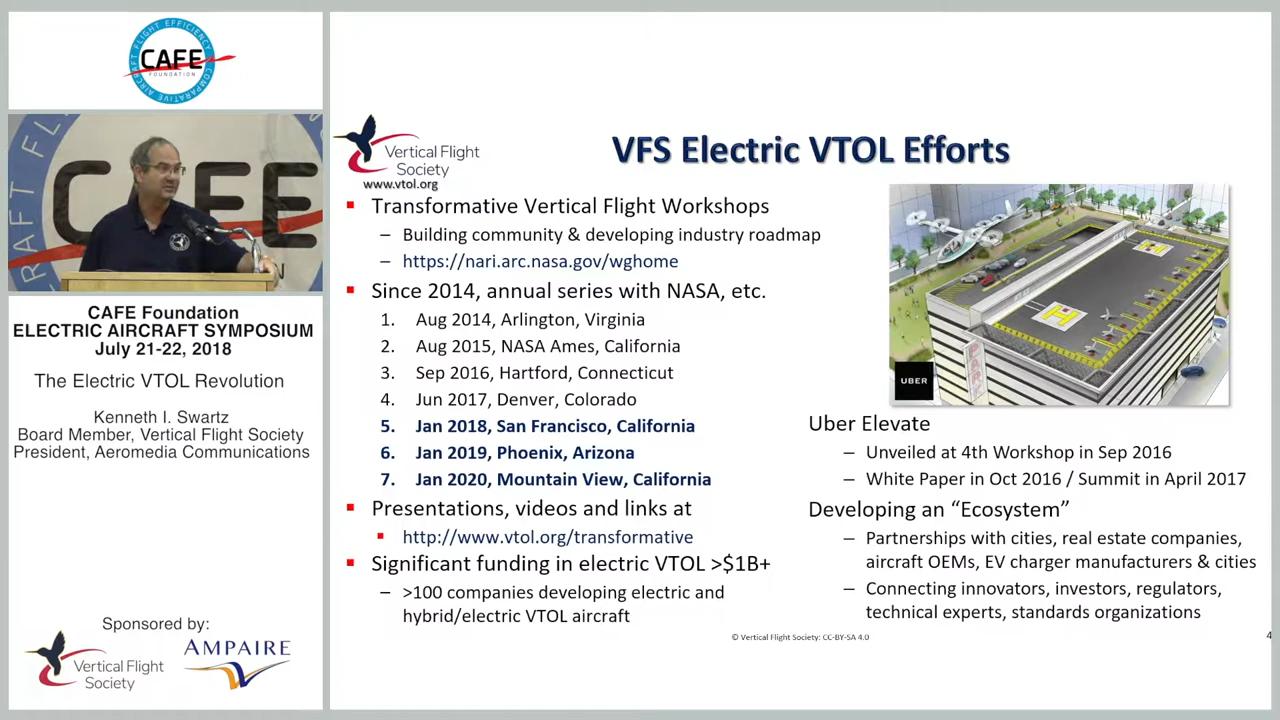 CAFE
FOUNDATION
AIRCRAFT FLIGHT EFFICIENCY
COMPARATIVE
CAFE
CAFE Foundation
ELECTRIC AIRCRAFT SYMPOSIUM
July 21-22, 2018
The Electric VTOL Revolution
Kenneth I. Swartz
Board Member, Vertical Flight Society
President, Aeromedia Communications
Sponsored by:
Vertical Flight
Society
AMPAIRE
Vertical Flight
Society
www.vtol.org
VFS Electric VTOL Efforts
▪ Transformative Vertical Flight Workshops
– Building community & developing industry roadmap
– https://nari.arc.nasa.gov/wghome
▪ Since 2014, annual series with NASA, etc.
1. Aug 2014, Arlington, Virginia
2. Aug 2015, NASA Ames, California
3. Sep 2016, Hartford, Connecticut
4. Jun 2017, Denver, Colorado
5. Jan 2018, San Francisco, California
6. Jan 2019, Phoenix, Arizona
7. Jan 2020, Mountain View, California
▪ Presentations, videos and links at
▪ http://www.vtol.org/transformative
▪ Significant funding in electric VTOL >$1B+
– >100 companies developing electric and
hybrid/electric VTOL aircraft
H
H
UBER
Uber Elevate
– Unveiled at 4th Workshop in Sep 2016
– White Paper in Oct 2016 / Summit in April 2017
Developing an “Ecosystem”
– Partnerships with cities, real estate companies,
aircraft OEMs, EV charger manufacturers & cities
– Connecting innovators, investors, regulators,
technical experts, standards organizations
© Vertical Flight Society: CC-BY-SA 4.0
4